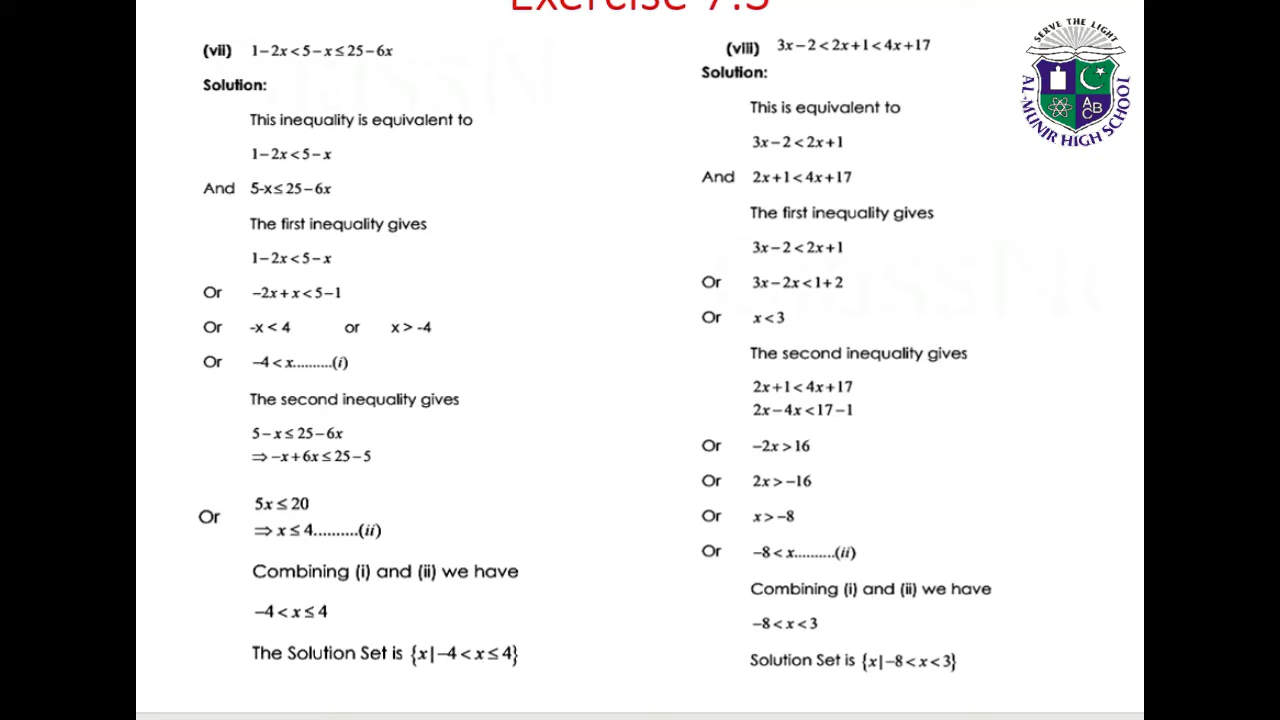 Exercise 7.3
(vii) 1−2x<5−x≤25−6x
Solution:
This inequality is equivalent to
1−2x<5−x
And 5-x≤25−6x
The first inequality gives
1−2x<5−x
Or −2x+x<5−1
Or -x < 4 or x > -4
Or −4<x..........(i)
The second inequality gives
5−x≤25−6x
⇒−x+6x≤25−5
Or 5x≤20
⇒x≤4..........(ii)
Combining (i) and (ii) we have
−4<x≤4
The Solution Set is {x|−4<x≤4}
(viii) 3x−2<2x+1<4x+17
Solution:
This is equivalent to
3x−2<2x+1
And 2x+1<4x+17
The first inequality gives
3x−2<2x+1
Or 3x−2x<1+2
Or x<3
The second inequality gives
2x+1<4x+17
2x−4x<17−1
Or −2x>16
Or 2x>−16
Or x>−8
Or −8<x..........(ii)
Combining (i) and (ii) we have
−8<x<3
Solution Set is {x|−8<x<3}
SERVE THE LIGHT
A B
C
AL-MUNIR HIGH SCHOOL